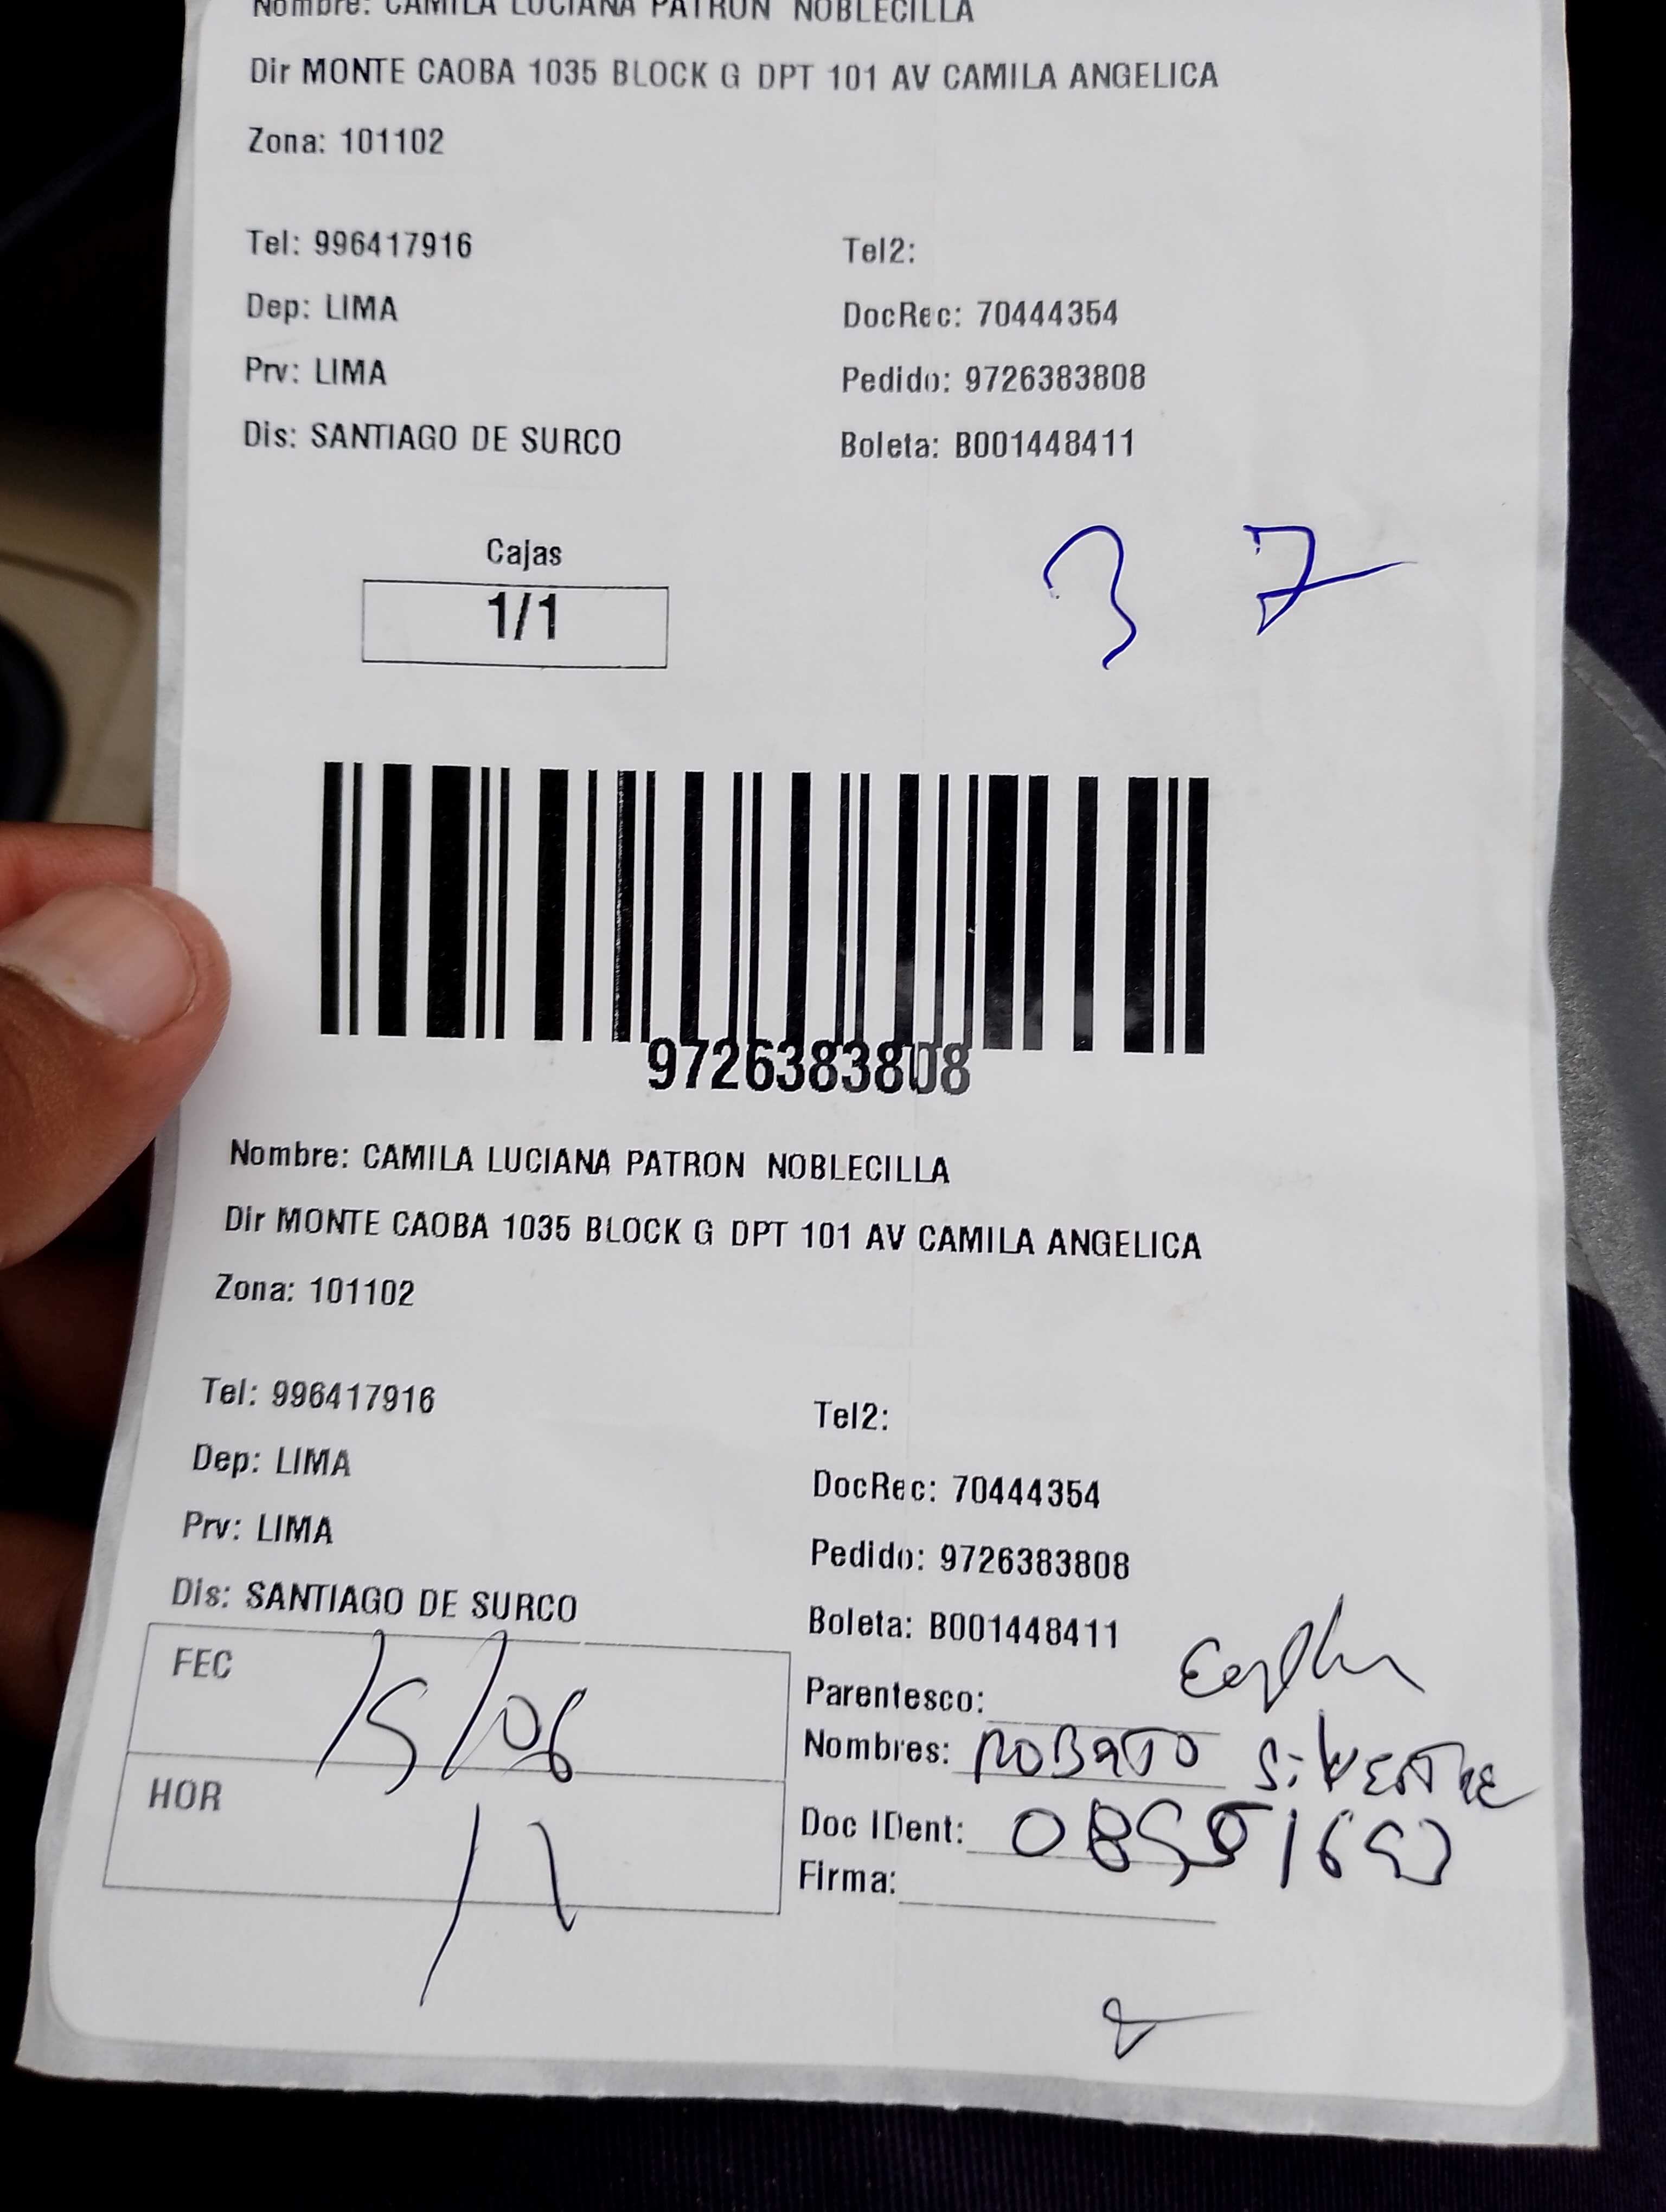 Nombre: CAMILA LUCIANA PATRON NOBLECILLA
Dir MONTE CAOBA 1035 BLOCK G DPT 101 AV CAMILA ANGELICA
Zona: 101102
Tel: 996417916 Tel2:
Dep: LIMA DocRec: 70444354
Prv: LIMA Pedido: 9726383808
Dis: SANTIAGO DE SURCO Boleta: B001448411
Cajas
1/1
37
9726383808
Nombre: CAMILA LUCIANA PATRON NOBLECILLA
Dir MONTE CAOBA 1035 BLOCK G DPT 101 AV CAMILA ANGELICA
Zona: 101102
Tel: 996417916 Tel2:
Dep: LIMA DocRec: 70444354
Prv: LIMA Pedido: 9726383808
Dis: SANTIAGO DE SURCO Boleta: B001448411
FEC 15/06 Parentesco:
Nombres: ROBERTO SILVESTRE
HOR Doc IDent:
Firma: